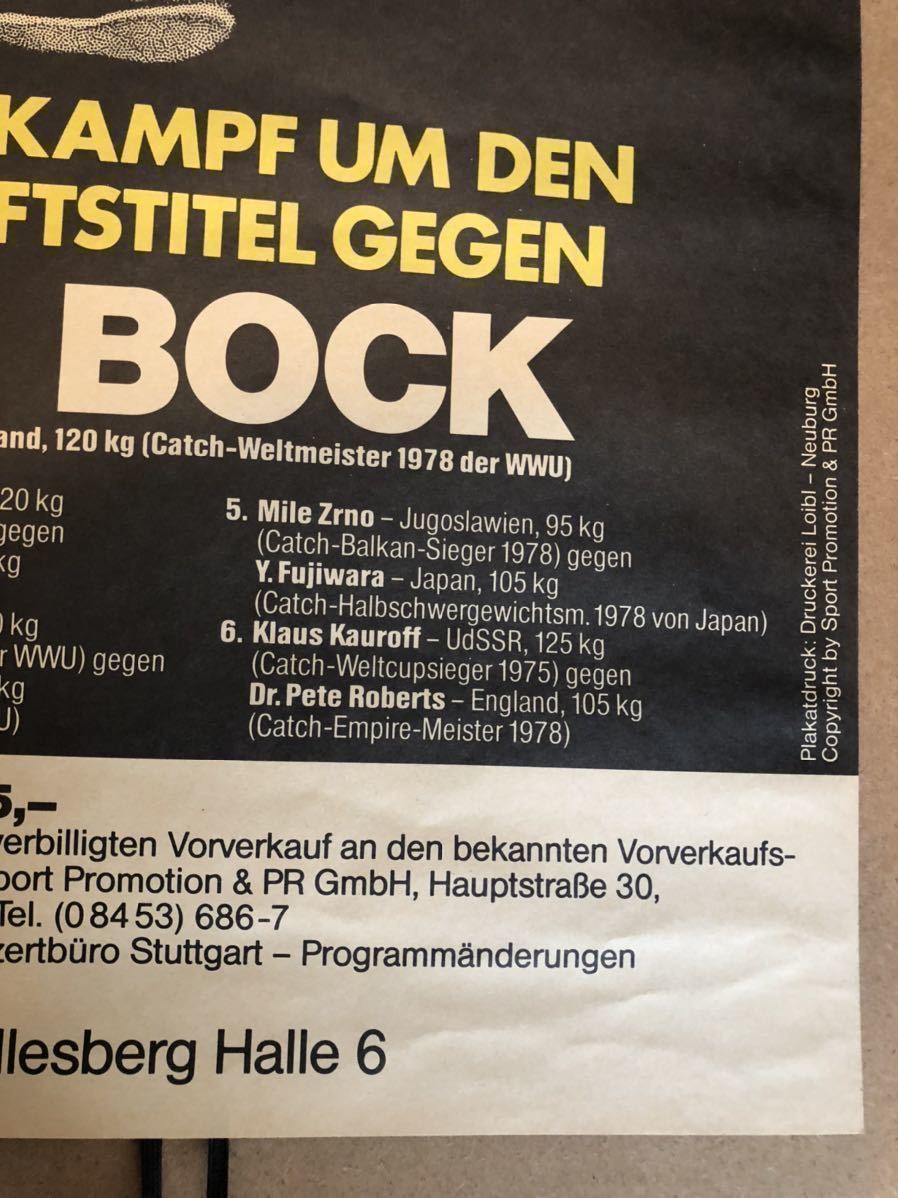 KAMPF UM DEN
FTSTITEL GEGEN
BOCK
and, 120 kg (Catch-Weltmeister 1978 der WWU)
20 kg
gegen
kg
0 kg
r WWU) gegen
kg
U)
5. Mile Zrno – Jugoslawien, 95 kg
(Catch-Balkan-Sieger 1978) gegen
Y. Fujiwara – Japan, 105 kg
(Catch-Halbschwergewichtsm. 1978 von Japan)
6. Klaus Kauroff – UdSSR, 125 kg
(Catch-Weltcupsieger 1975) gegen
Dr. Pete Roberts – England, 105 kg
(Catch-Empire-Meister 1978)
Plakatdruck: Druckerei Loibl – Neuburg
Copyright by Sport Promotion & PR GmbH
5,–
verbilligten Vorverkauf an den bekannten Vorverkaufs-
port Promotion & PR GmbH, Hauptstraße 30,
Tel. (0 84 53) 686-7
zertbüro Stuttgart – Programmänderungen
llesberg Halle 6